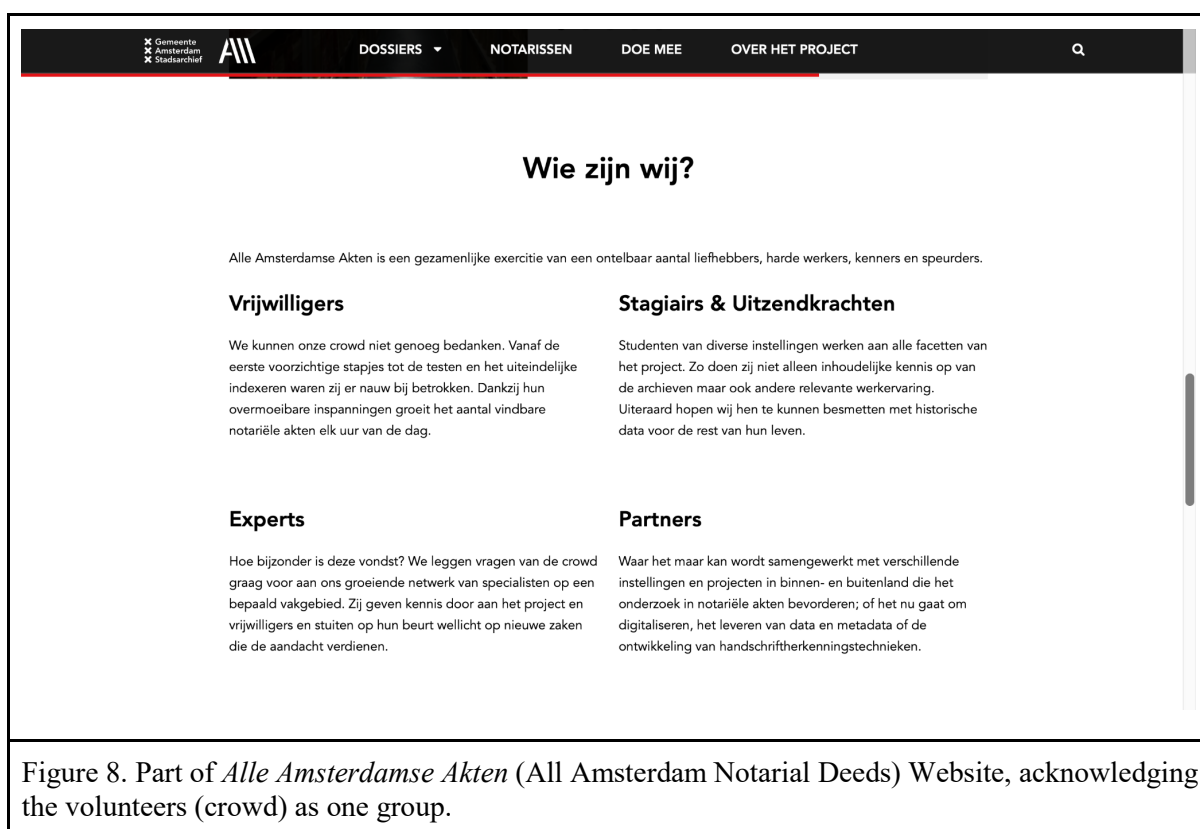 Gemeente
Amsterdam
Stadsarchief
DOSSIERS
NOTARISSEN
DOE MEE
OVER HET PROJECT
Wie zijn wij?
Alle Amsterdamse Akten is een gezamenlijke exercitie van een ontelbaar aantal liefhebbers, harde werkers, kenners en speurders.
Vrijwilligers
We kunnen onze crowd niet genoeg bedanken. Vanaf de
eerste voorzichtige stapjes tot de testen en het uiteindelijke
indexeren waren zij er nauw bij betrokken. Dankzij hun
overmoeibare inspanningen groeit het aantal vindbare
notariële akten elk uur van de dag.
Stagiairs & Uitzendkrachten
Studenten van diverse instellingen werken aan alle facetten van
het project. Zo doen zij niet alleen inhoudelijke kennis op van
de archieven maar ook andere relevante werkervaring.
Uiteraard hopen wij hen te kunnen besmetten met historische
data voor de rest van hun leven.
Experts
Hoe bijzonder is deze vondst? We leggen vragen van de crowd
graag voor aan ons groeiende netwerk van specialisten op een
bepaald vakgebied. Zij geven kennis door aan het project en
vrijwilligers en stuiten op hun beurt wellicht op nieuwe zaken
die de aandacht verdienen.
Partners
Waar het maar kan wordt samengewerkt met verschillende
instellingen en projecten in binnen- en buitenland die het
onderzoek in notariële akten bevorderen; of het nu gaat om
digitaliseren, het leveren van data en metadata of de
ontwikkeling van handschriftherkenningstechnieken.
Figure 8. Part of Alle Amsterdamse Akten (All Amsterdam Notarial Deeds) Website, acknowledging
the volunteers (crowd) as one group.